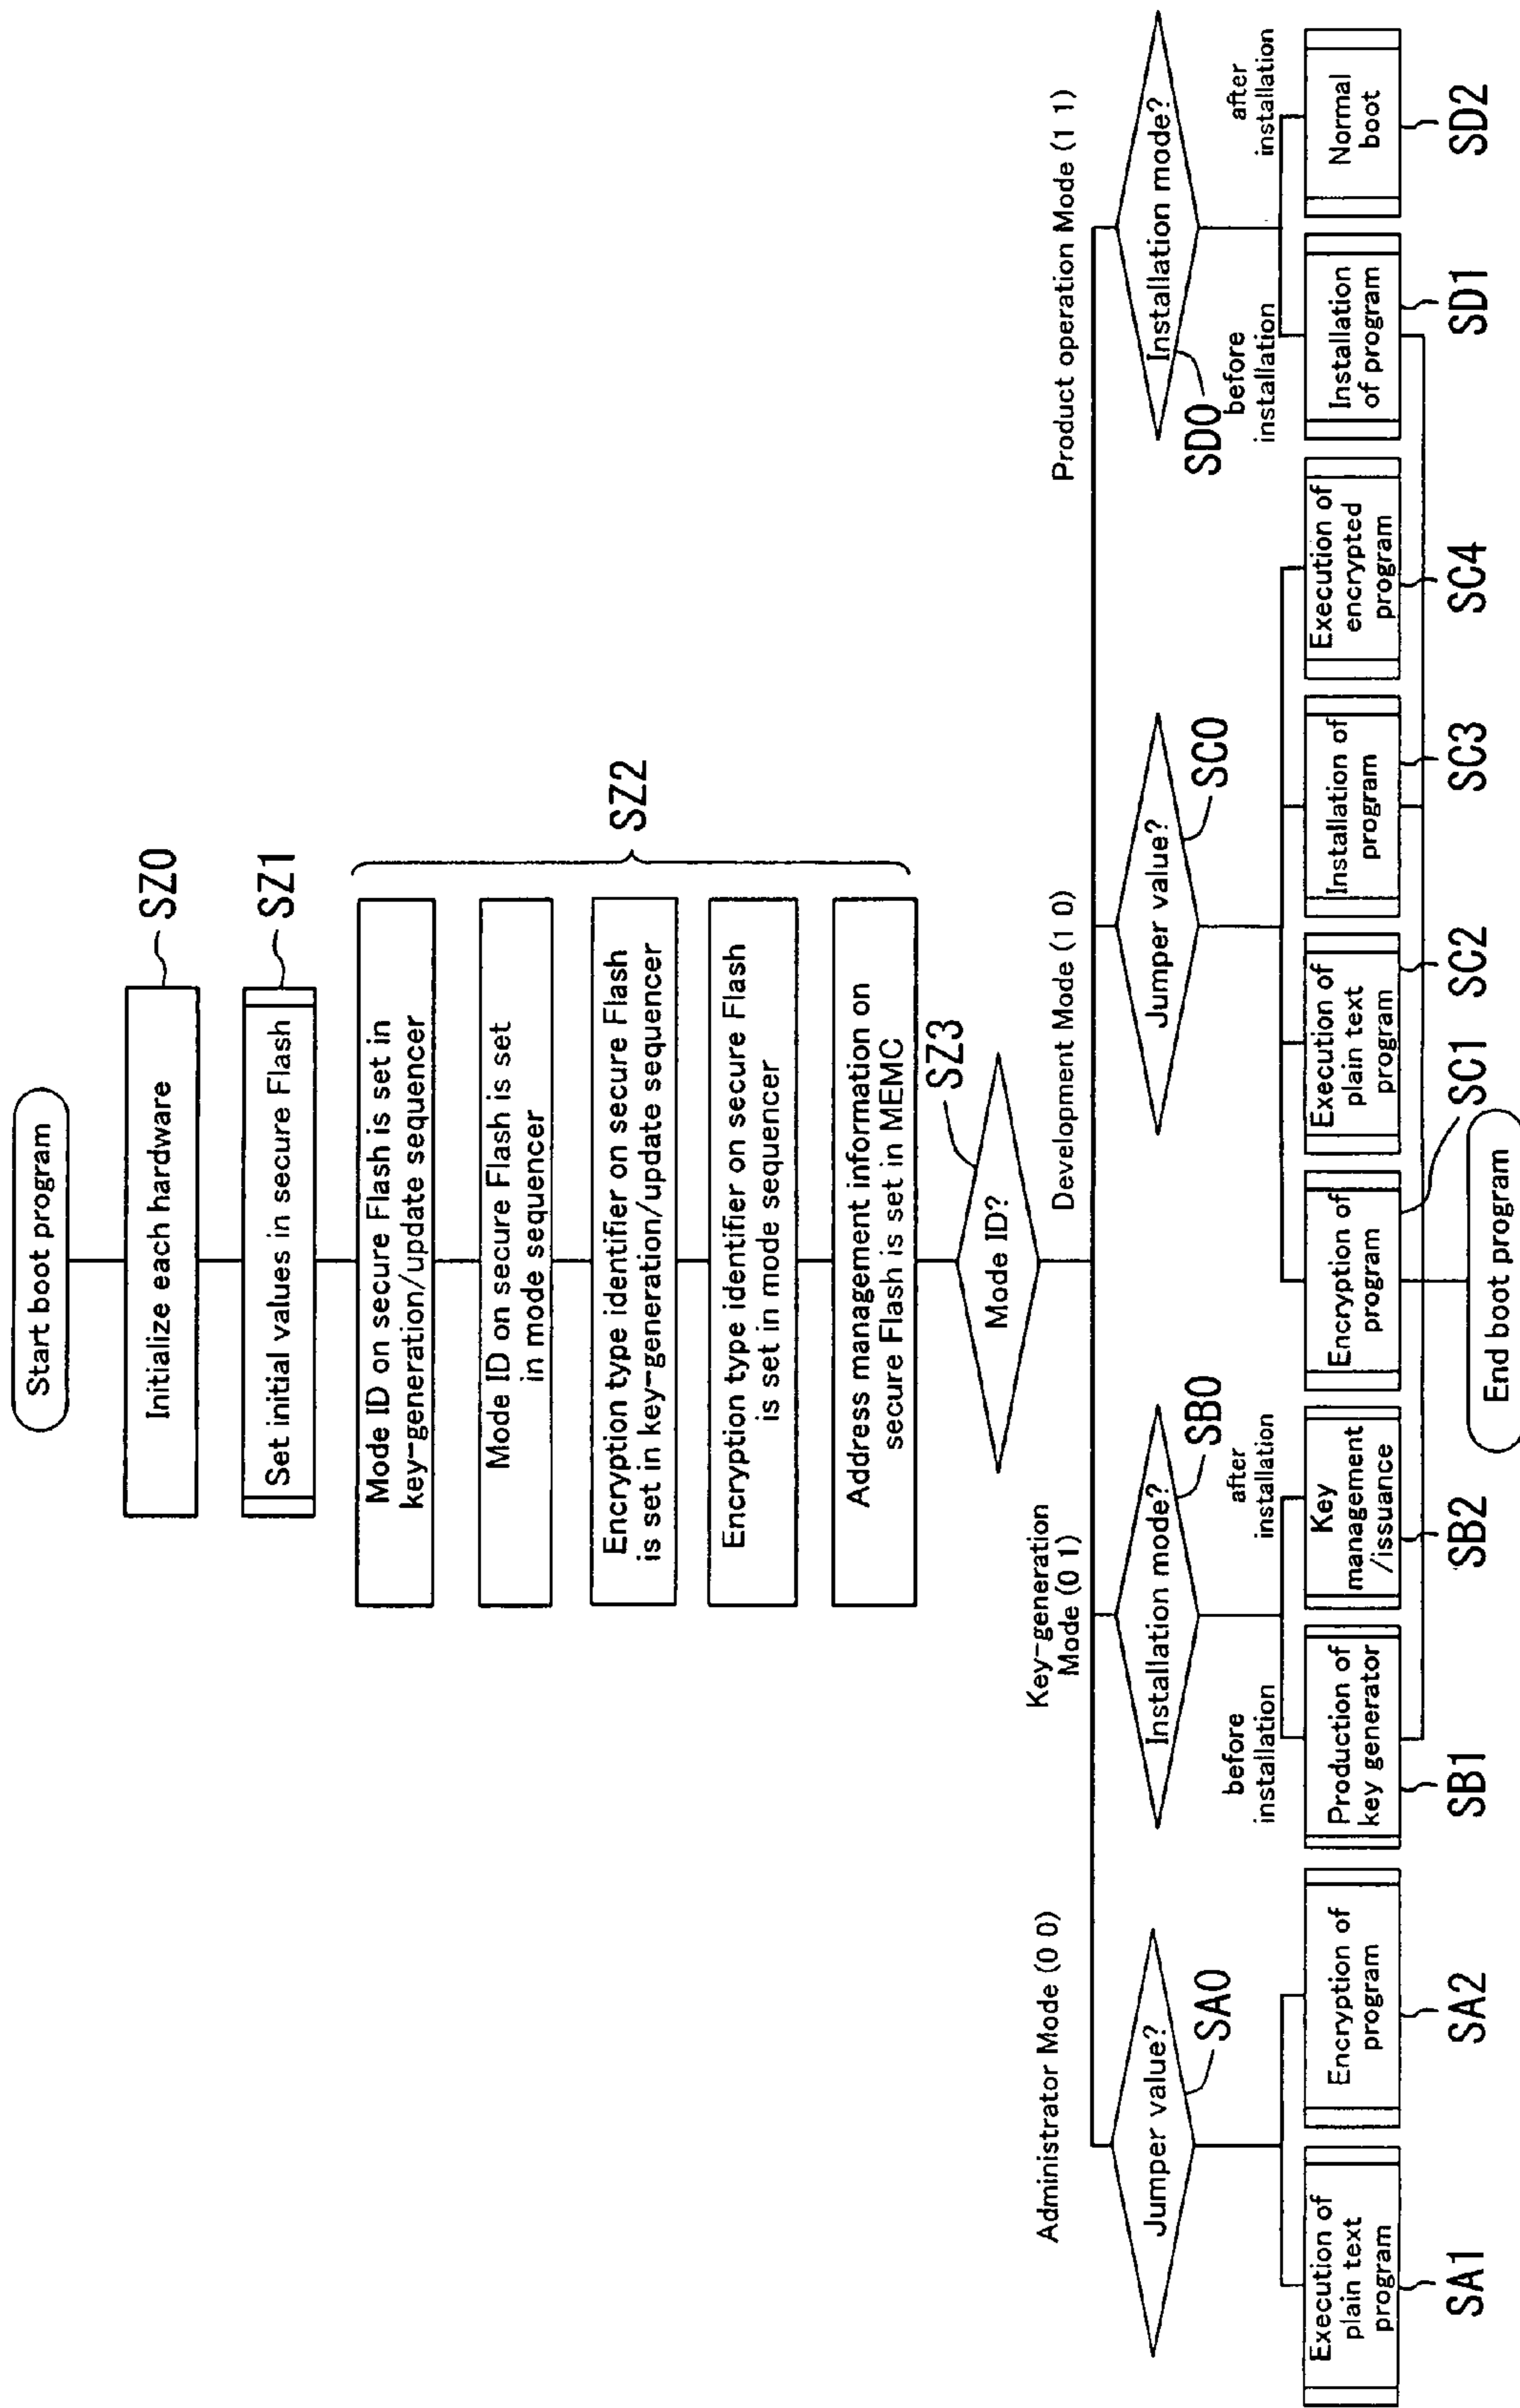 Start boot program
Initialize each hardware
SZ0
Set initial values in secure Flash
SZ1
Mode ID on secure Flash is set in
key-generation/update sequencer
Mode ID on secure Flash is set
in mode sequencer
Encryption type identifier on secure Flash
is set in key-generation/update sequencer
Encryption type identifier on secure Flash
is set in mode sequencer
Address management information on
secure Flash is set in MEMC
SZ2
Mode ID?
SZ3
Administrator Mode (0 0)
Key-generation
Mode (0 1)
Development Mode (1 0)
Product operation Mode (1 1)
Jumper value?
SA0
Installation mode?
SB0
Jumper value?
SC0
Installation mode?
SD0
before
installation
after
installation
before
installation
after
installation
Execution of
plain text
program
Encryption of
program
Production of
key generator
Key
management
/issuance
Encryption of
program
Execution of
plain text
program
Installation of
program
Execution of
encrypted
program
Installation
of program
Normal
boot
SA1
SA2
SB1
SB2
SC1
SC2
SC3
SC4
SD1
SD2
End boot program